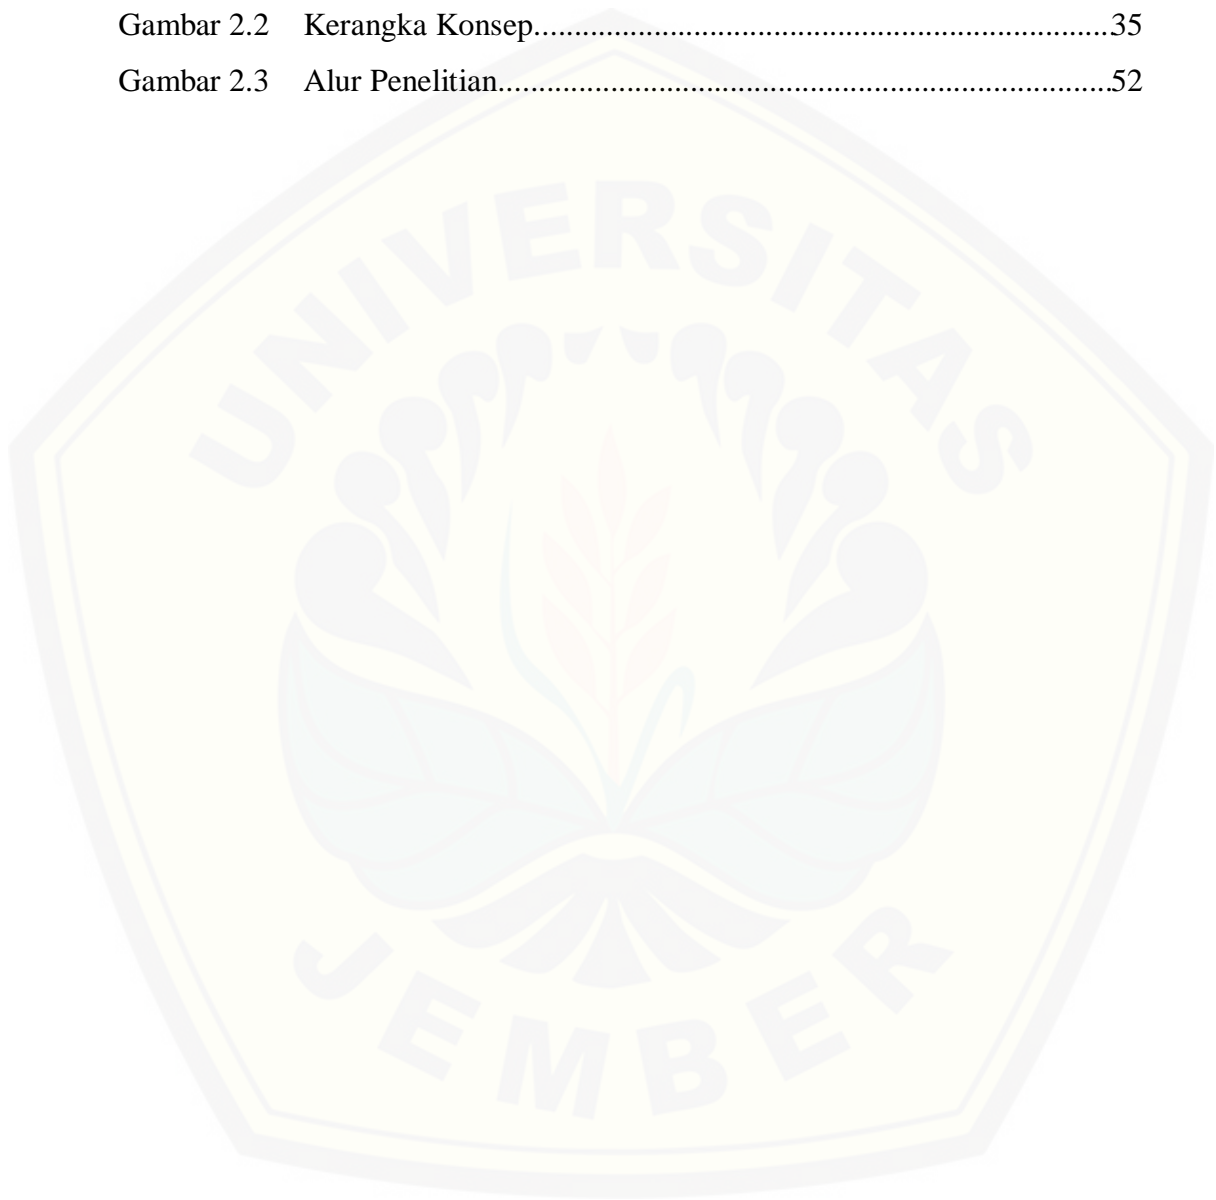 Gambar 2.2 Kerangka Konsep.......................................................................35
Gambar 2.3 Alur Penelitian...........................................................................52
UNIVERSITAS
JEMBER